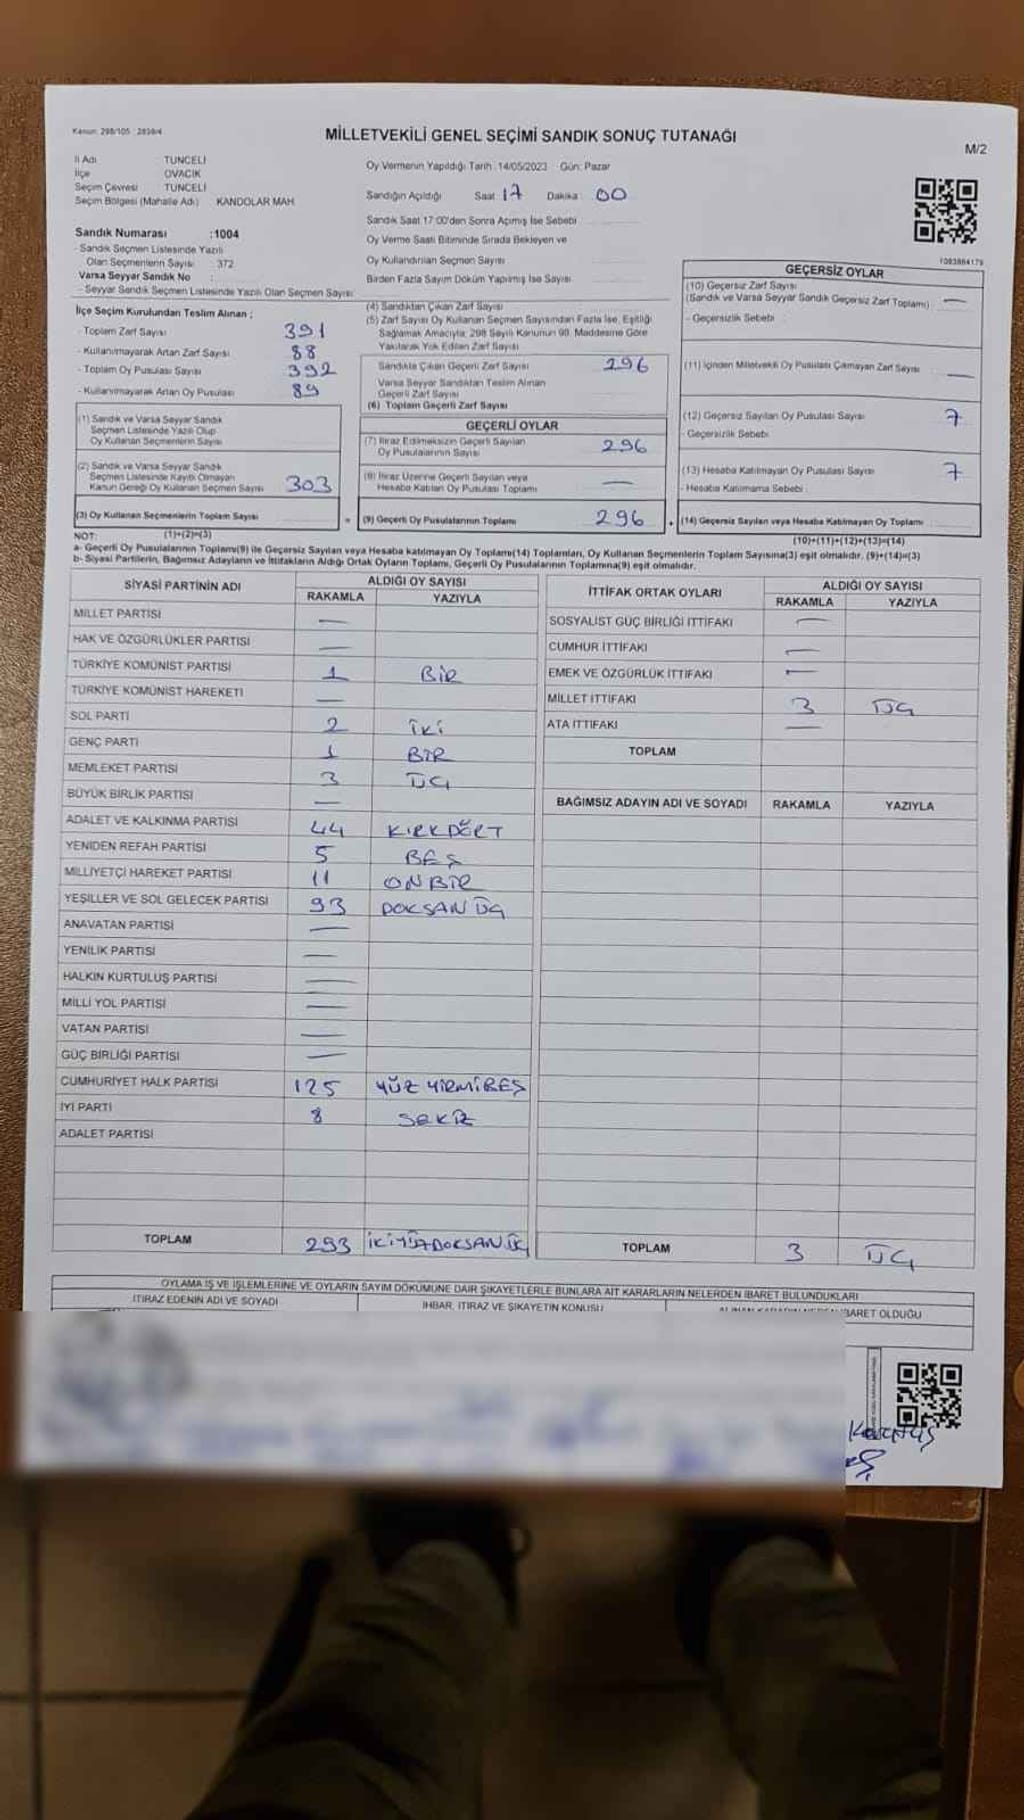 Kanun: 298/105 : 2839/4
MİLLETVEKİLİ GENEL SEÇİMİ SANDIK SONUÇ TUTANAĞI
M/2
İl Adı TUNCELİ
İlçe OVACIK
Seçim Çevresi TUNCELİ
Seçim Bölgesi (Mahalle Adı) KANDOLAR MAH.
Sandık Numarası :1004
- Sandık Seçmen Listesinde Yazılı
Olan Seçmenlerin Sayısı : 372
Varsa Seyyar Sandık No :
- Seyyar Sandık Seçmen Listesinde Yazılı Olan Seçmen Sayısı:
İlçe Seçim Kurulundan Teslim Alınan ;
- Toplam Zarf Sayısı 391
- Kullanılmayarak Artan Zarf Sayısı 88
- Toplam Oy Pusulası Sayısı 392
- Kullanılmayarak Artan Oy Pusulası 89
(1) Sandık ve Varsa Seyyar Sandık
Seçmen Listesinde Yazılı Olup
Oy Kullanan Seçmenlerin Sayısı
(2) Sandık ve Varsa Seyyar Sandık
Seçmen Listesinde Kayıtlı Olmayan
Kanun Gereği Oy Kullanan Seçmen Sayısı 303
(3) Oy Kullanan Seçmenlerin Toplam Sayısı
(1)+(2)=(3)
Oy Vermenin Yapıldığı Tarih :14/05/2023 Gün: Pazar
Sandığın Açıldığı Saat 17 Dakika : 00
Sandık Saat 17:00'den Sonra Açılmış İse Sebebi
Oy Verme Saati Bitiminde Sırada Bekleyen ve
Oy Kullandırılan Seçmen Sayısı
Birden Fazla Sayım Döküm Yapılmış İse Sayısı
(4) Sandıktan Çıkan Zarf Sayısı
(5) Zarf Sayısı Oy Kullanan Seçmen Sayısından Fazla İse, Eşitliği
Sağlamak Amacıyla; 298 Sayılı Kanunun 98. Maddesine Göre
Yakılarak Yok Edilen Zarf Sayısı
Sandıkta Çıkan Geçerli Zarf Sayısı 296
Varsa Seyyar Sandıktan Teslim Alınan
Geçerli Zarf Sayısı
(6) Toplam Geçerli Zarf Sayısı
GEÇERLİ OYLAR
(7) İtiraz Edilmeksizin Geçerli Sayılan
Oy Pusulalarının Sayısı 296
(8) İtiraz Üzerine Geçerli Sayılan veya
Hesaba Katılan Oy Pusulası Toplamı —
= (9) Geçerli Oy Pusulalarının Toplamı 296 +
1083864179
GEÇERSİZ OYLAR
(10) Geçersiz Zarf Sayısı
(Sandık ve Varsa Seyyar Sandık Geçersiz Zarf Toplamı) —
- Geçersizlik Sebebi :
(11) İçinden Milletvekili Oy Pusulası Çıkmayan Zarf Sayısı —
(12) Geçersiz Sayılan Oy Pusulası Sayısı 7
- Geçersizlik Sebebi
(13) Hesaba Katılmayan Oy Pusulası Sayısı 7
- Hesaba Katılmama Sebebi :
(14) Geçersiz Sayılan veya Hesaba Katılmayan Oy Toplamı
(10)+(11)+(12)+(13)=(14)
NOT:
a- Geçerli Oy Pusulalarının Toplamı(9) ile Geçersiz Sayılan veya Hesaba katılmayan Oy Toplamı(14) Toplamları, Oy Kullanan Seçmenlerin Toplam Sayısına(3) eşit olmalıdır. (9)+(14)=(3)
b- Siyasi Partilerin, Bağımsız Adayların ve İttifakların Aldığı Ortak Oyların Toplamı, Geçerli Oy Pusulalarının Toplamına(9) eşit olmalıdır.
SİYASİ PARTİNİN ADI ALDIĞI OY SAYISI
RAKAMLA YAZIYLA
MİLLET PARTİSİ —
HAK VE ÖZGÜRLÜKLER PARTİSİ —
TÜRKİYE KOMÜNİST PARTİSİ 1 BİR
TÜRKİYE KOMÜNİST HAREKETİ —
SOL PARTİ 2 İKİ
GENÇ PARTİ 1 BİR
MEMLEKET PARTİSİ 3 ÜÇ
BÜYÜK BİRLİK PARTİSİ —
ADALET VE KALKINMA PARTİSİ 44 KIRKDÖRT
YENİDEN REFAH PARTİSİ 5 BEŞ
MİLLİYETÇİ HAREKET PARTİSİ 11 ONBİR
YEŞİLLER VE SOL GELECEK PARTİSİ 93 DOKSAN ÜÇ
ANAVATAN PARTİSİ —
YENİLİK PARTİSİ —
HALKIN KURTULUŞ PARTİSİ —
MİLLİ YOL PARTİSİ —
VATAN PARTİSİ —
GÜÇ BİRLİĞİ PARTİSİ —
CUMHURİYET HALK PARTİSİ 125 YÜZ YİRMİBEŞ
İYİ PARTİ 8 SEKİZ
ADALET PARTİSİ
TOPLAM 293 İKİYÜZDOKSAN ÜÇ
İTTİFAK ORTAK OYLARI ALDIĞI OY SAYISI
RAKAMLA YAZIYLA
SOSYALİST GÜÇ BİRLİĞİ İTTİFAKI —
CUMHUR İTTİFAKI —
EMEK VE ÖZGÜRLÜK İTTİFAKI —
MİLLET İTTİFAKI 3 ÜÇ
ATA İTTİFAKI —
TOPLAM
BAĞIMSIZ ADAYIN ADI VE SOYADI RAKAMLA YAZIYLA
TOPLAM 3 ÜÇ
OYLAMA İŞ VE İŞLEMLERİNE VE OYLARIN SAYIM DÖKÜMÜNE DAİR ŞİKAYETLERLE BUNLARA AİT KARARLARIN NELERDEN İBARET BULUNDUKLARI
İTİRAZ EDENİN ADI VE SOYADI İHBAR, İTİRAZ VE ŞİKAYETİN KONUSU İBARET OLDUĞU